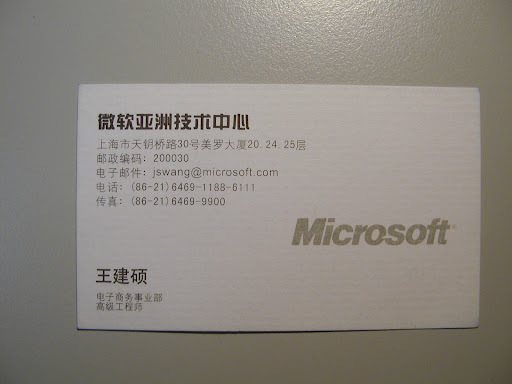 微软亚洲技术中心
上海市天钥桥路30号美罗大厦20.24.25层
邮政编码: 200030
电子邮件: jswang@microsoft.com
电话: (86-21)6469-1188-6111
传真: (86-21)6469-9900
Microsoft
王建硕
电子商务事业部
高级工程师